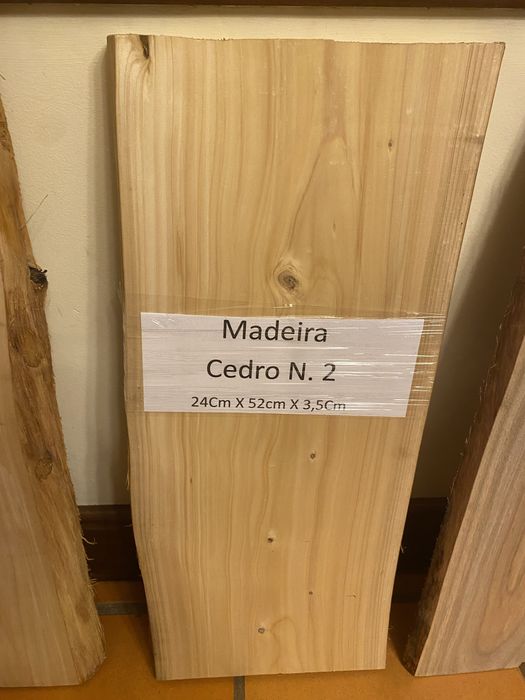 Madeira
Cedro N. 2
24Cm X 52cm X 3,5Cm